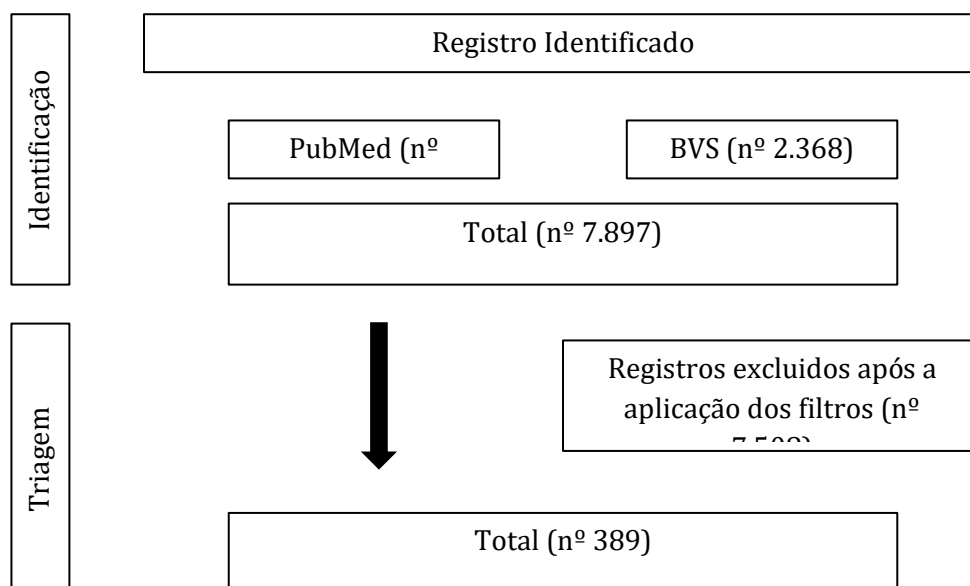 Identificação
Registro Identificado
PubMed (nº
BVS (nº 2.368)
Total (nº 7.897)
Triagem
Registros excluidos após a
aplicação dos filtros (nº
Total (nº 389)